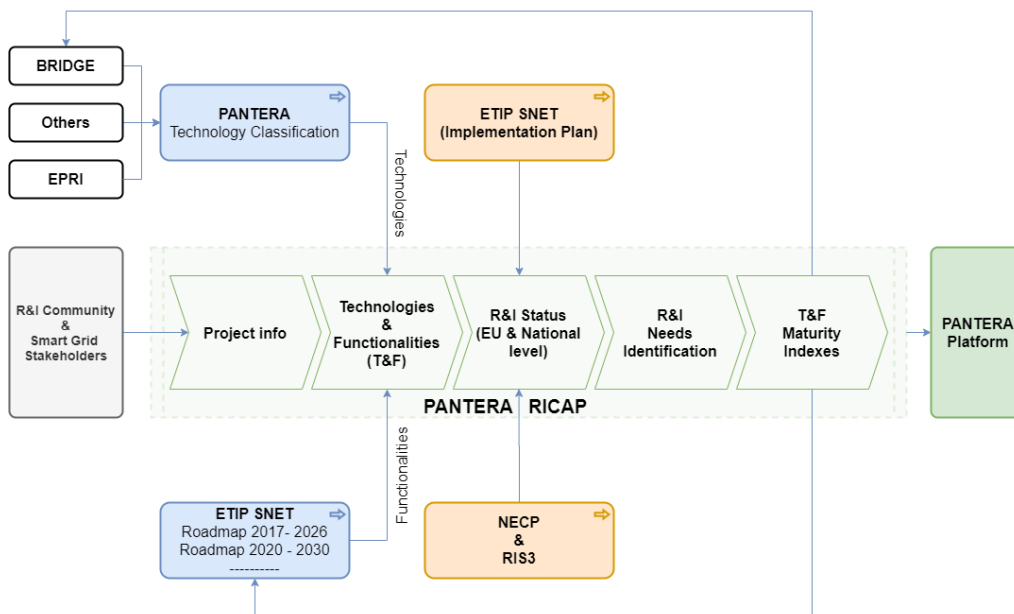 BRIDGE
Others
EPRI
PANTERA
Technology Classification
ETIP SNET
(Implementation Plan)
Technologies
R&I Community
&
Smart Grid
Stakeholders
Project info
Technologies
&
Functionalities
(T&F)
R&I Status
(EU & National
level)
R&I
Needs
Identification
T&F
Maturity
Indexes
PANTERA
Platform
PANTERA RICAP
Functionalities
ETIP SNET
Roadmap 2017- 2026
Roadmap 2020 - 2030
----------
NECP
&
RIS3